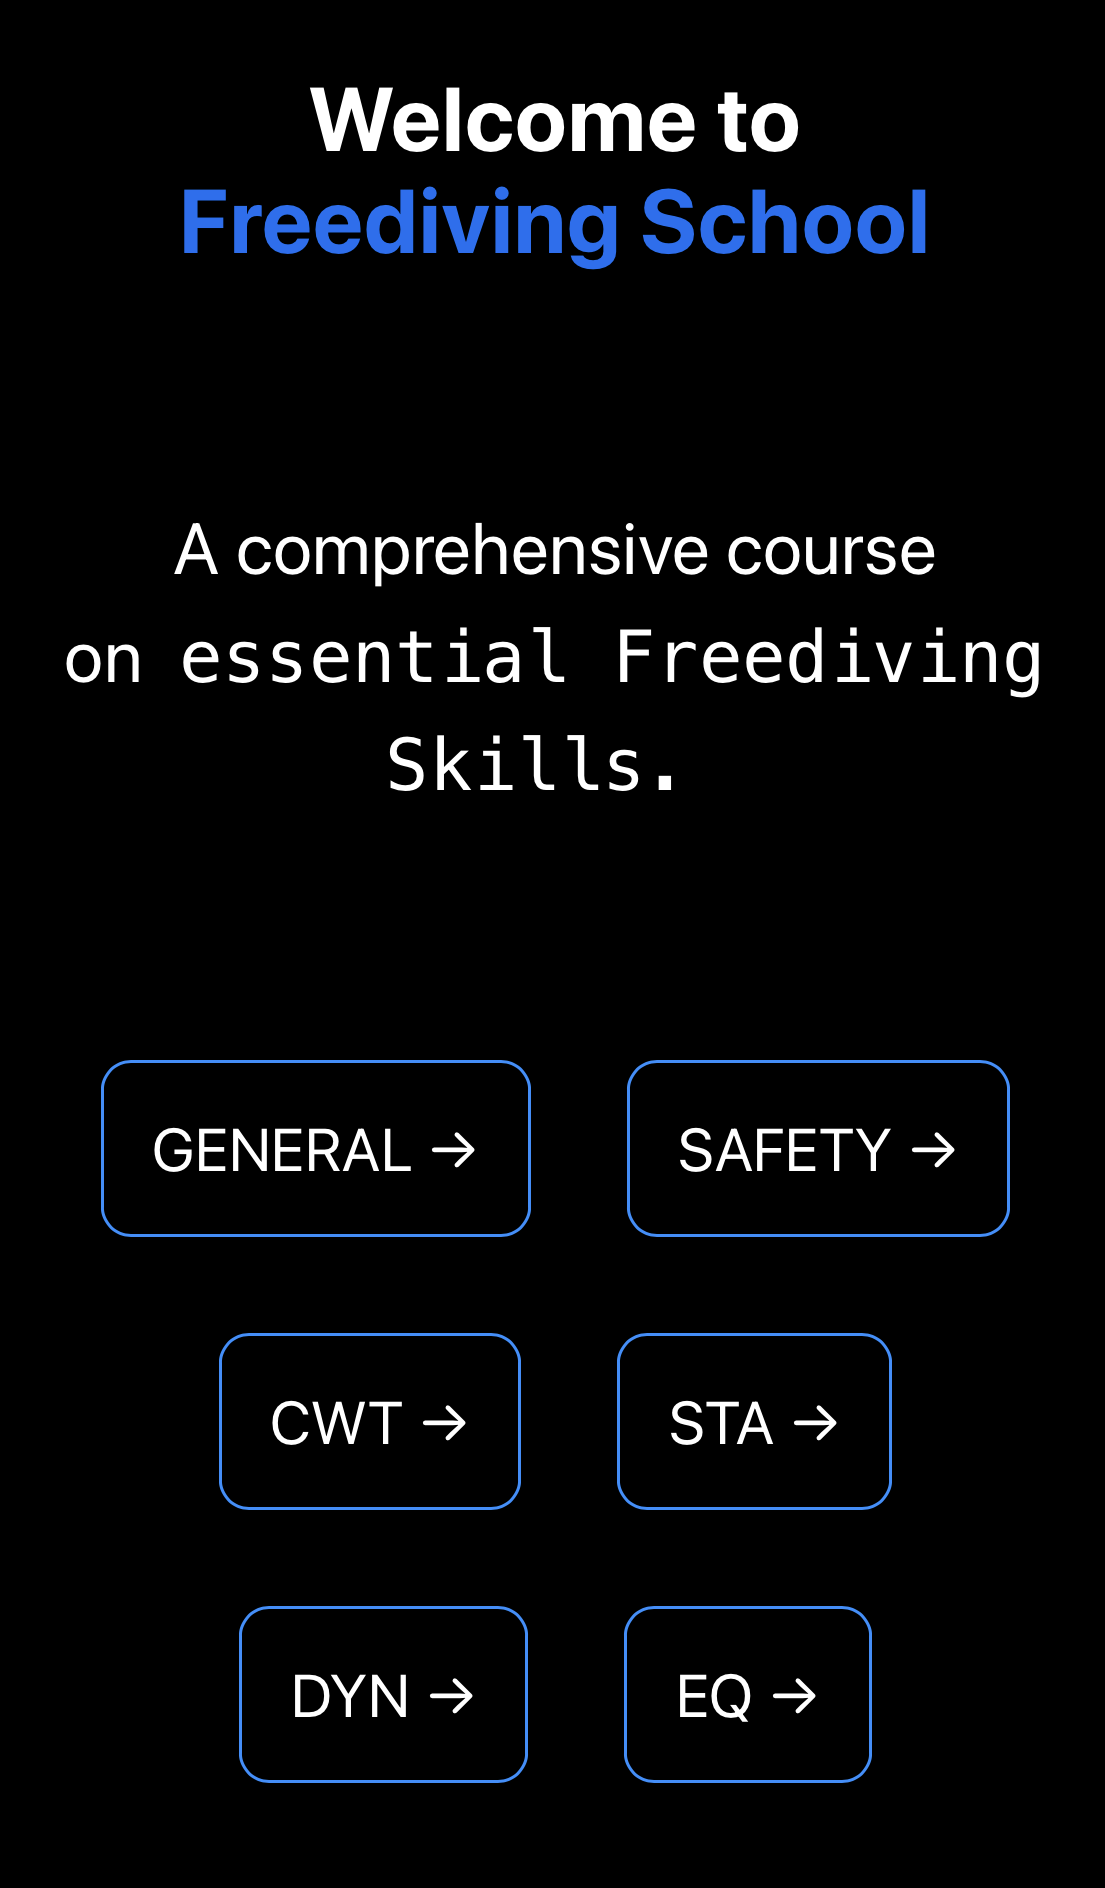 Welcome to
Freediving School
A comprehensive course
on essential Freediving
Skills.
GENERAL →
SAFETY →
CWT →
STA →
DYN →
EQ →